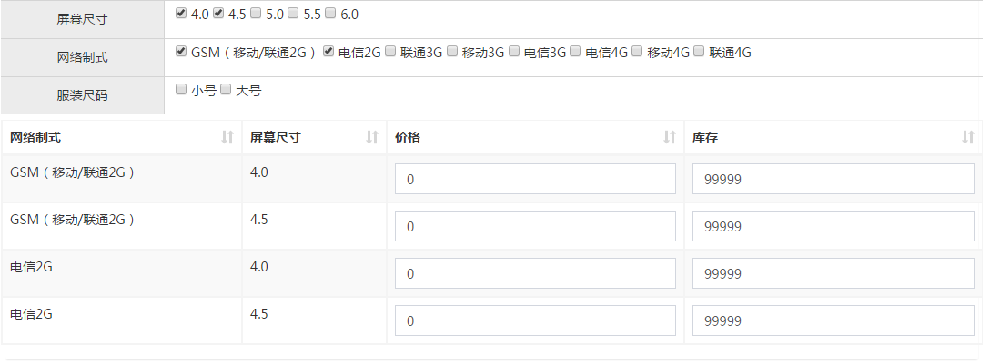 屏幕尺寸 4.0 4.5 5.0 5.5 6.0
网络制式 GSM（移动/联通2G） 电信2G 联通3G 移动3G 电信3G 电信4G 移动4G 联通4G
服装尺码 小号 大号
网络制式 屏幕尺寸 价格 库存
GSM（移动/联通2G） 4.0 0 99999
GSM（移动/联通2G） 4.5 0 99999
电信2G 4.0 0 99999
电信2G 4.5 0 99999